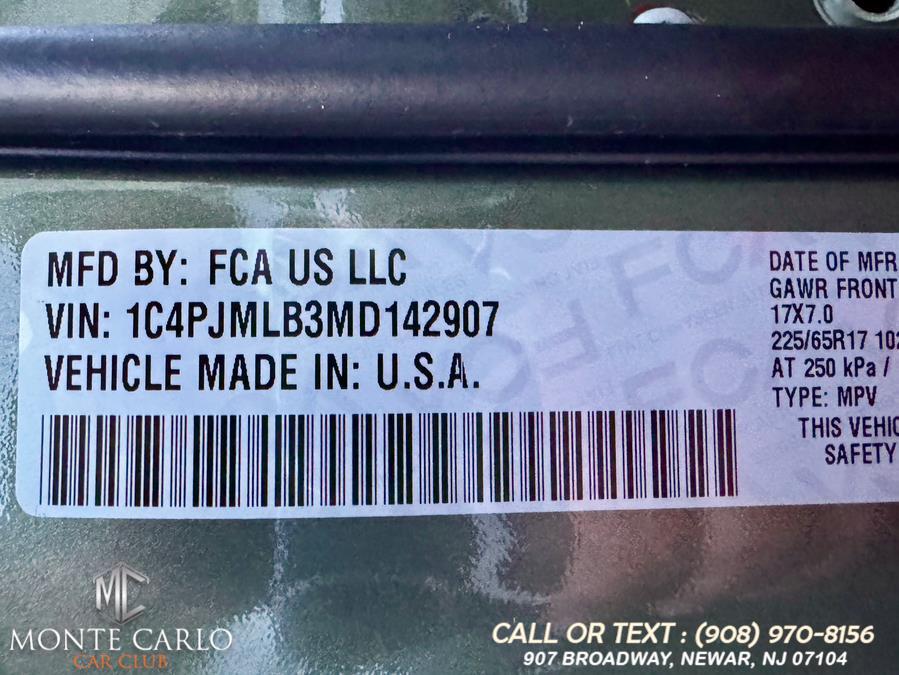 MFD BY: FCA US LLC
VIN: 1C4PJMLB3MD142907
VEHICLE MADE IN: U.S.A.
DATE OF MFR
GAWR FRONT
17X7.0
225/65R17 102
AT 250 kPa /
TYPE: MPV
THIS VEHIC
SAFETY
MC
MONTE CARLO
CAR CLUB
CALL OR TEXT : (908) 970-8156
907 BROADWAY, NEWAR, NJ 07104